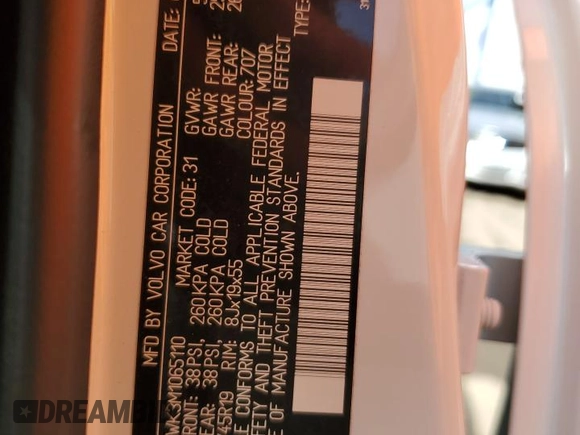 MFD BY VOLVO CAR CORPORATION DATE:
MARKET CODE: 31 GVWR:
FRONT: 38PSI, 260KPA COLD GAWR FRONT:
REAR: 38PSI, 260KPA COLD GAWR REAR:
45R19 RIM: 8Jx19x55 COLOUR: 707
TYPE:
CONFORMS TO ALL APPLICABLE FEDERAL MOTOR
AND THEFT PREVENTION STANDARDS IN EFFECT
OF MANUFACTURE SHOWN ABOVE.
DREAMBI